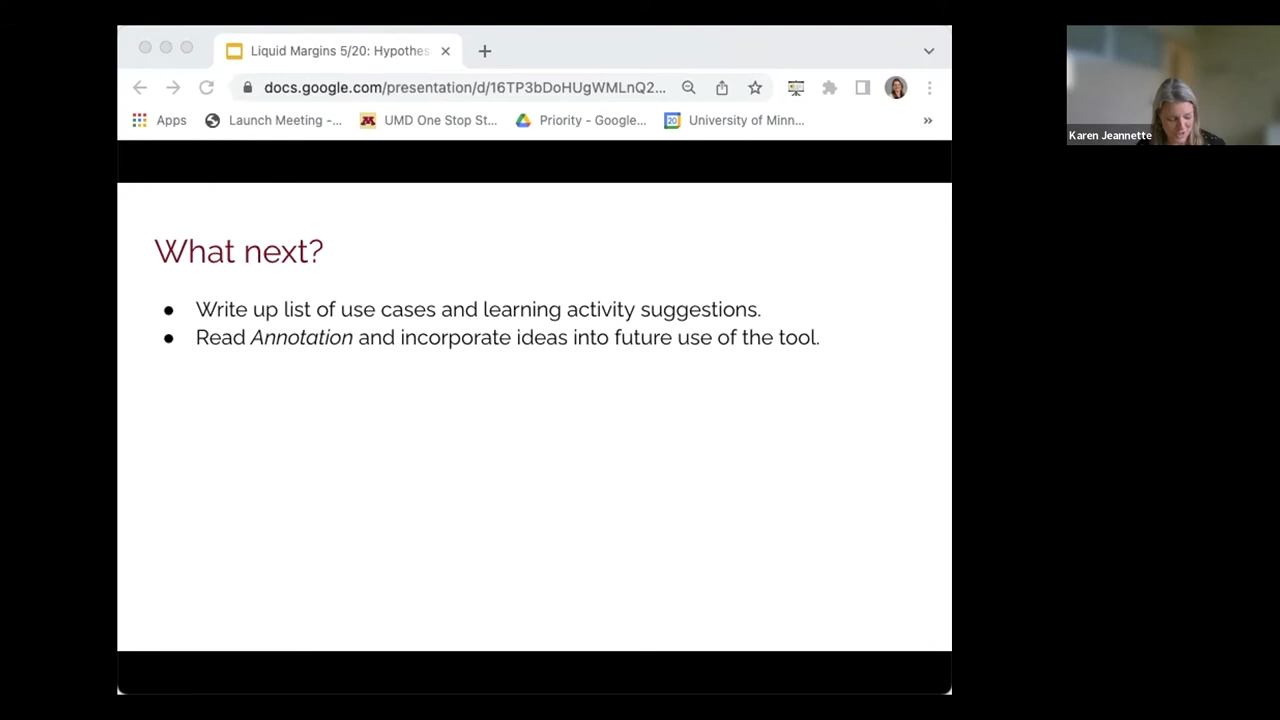 Liquid Margins 5/20: Hypothes
docs.google.com/presentation/d/16TP3bDoHUgWMLnQ2...
Apps
Launch Meeting -...
UMD One Stop St...
Priority - Google...
20
University of Minn...
»
Karen Jeannette
What next?
● Write up list of use cases and learning activity suggestions.
● Read Annotation and incorporate ideas into future use of the tool.